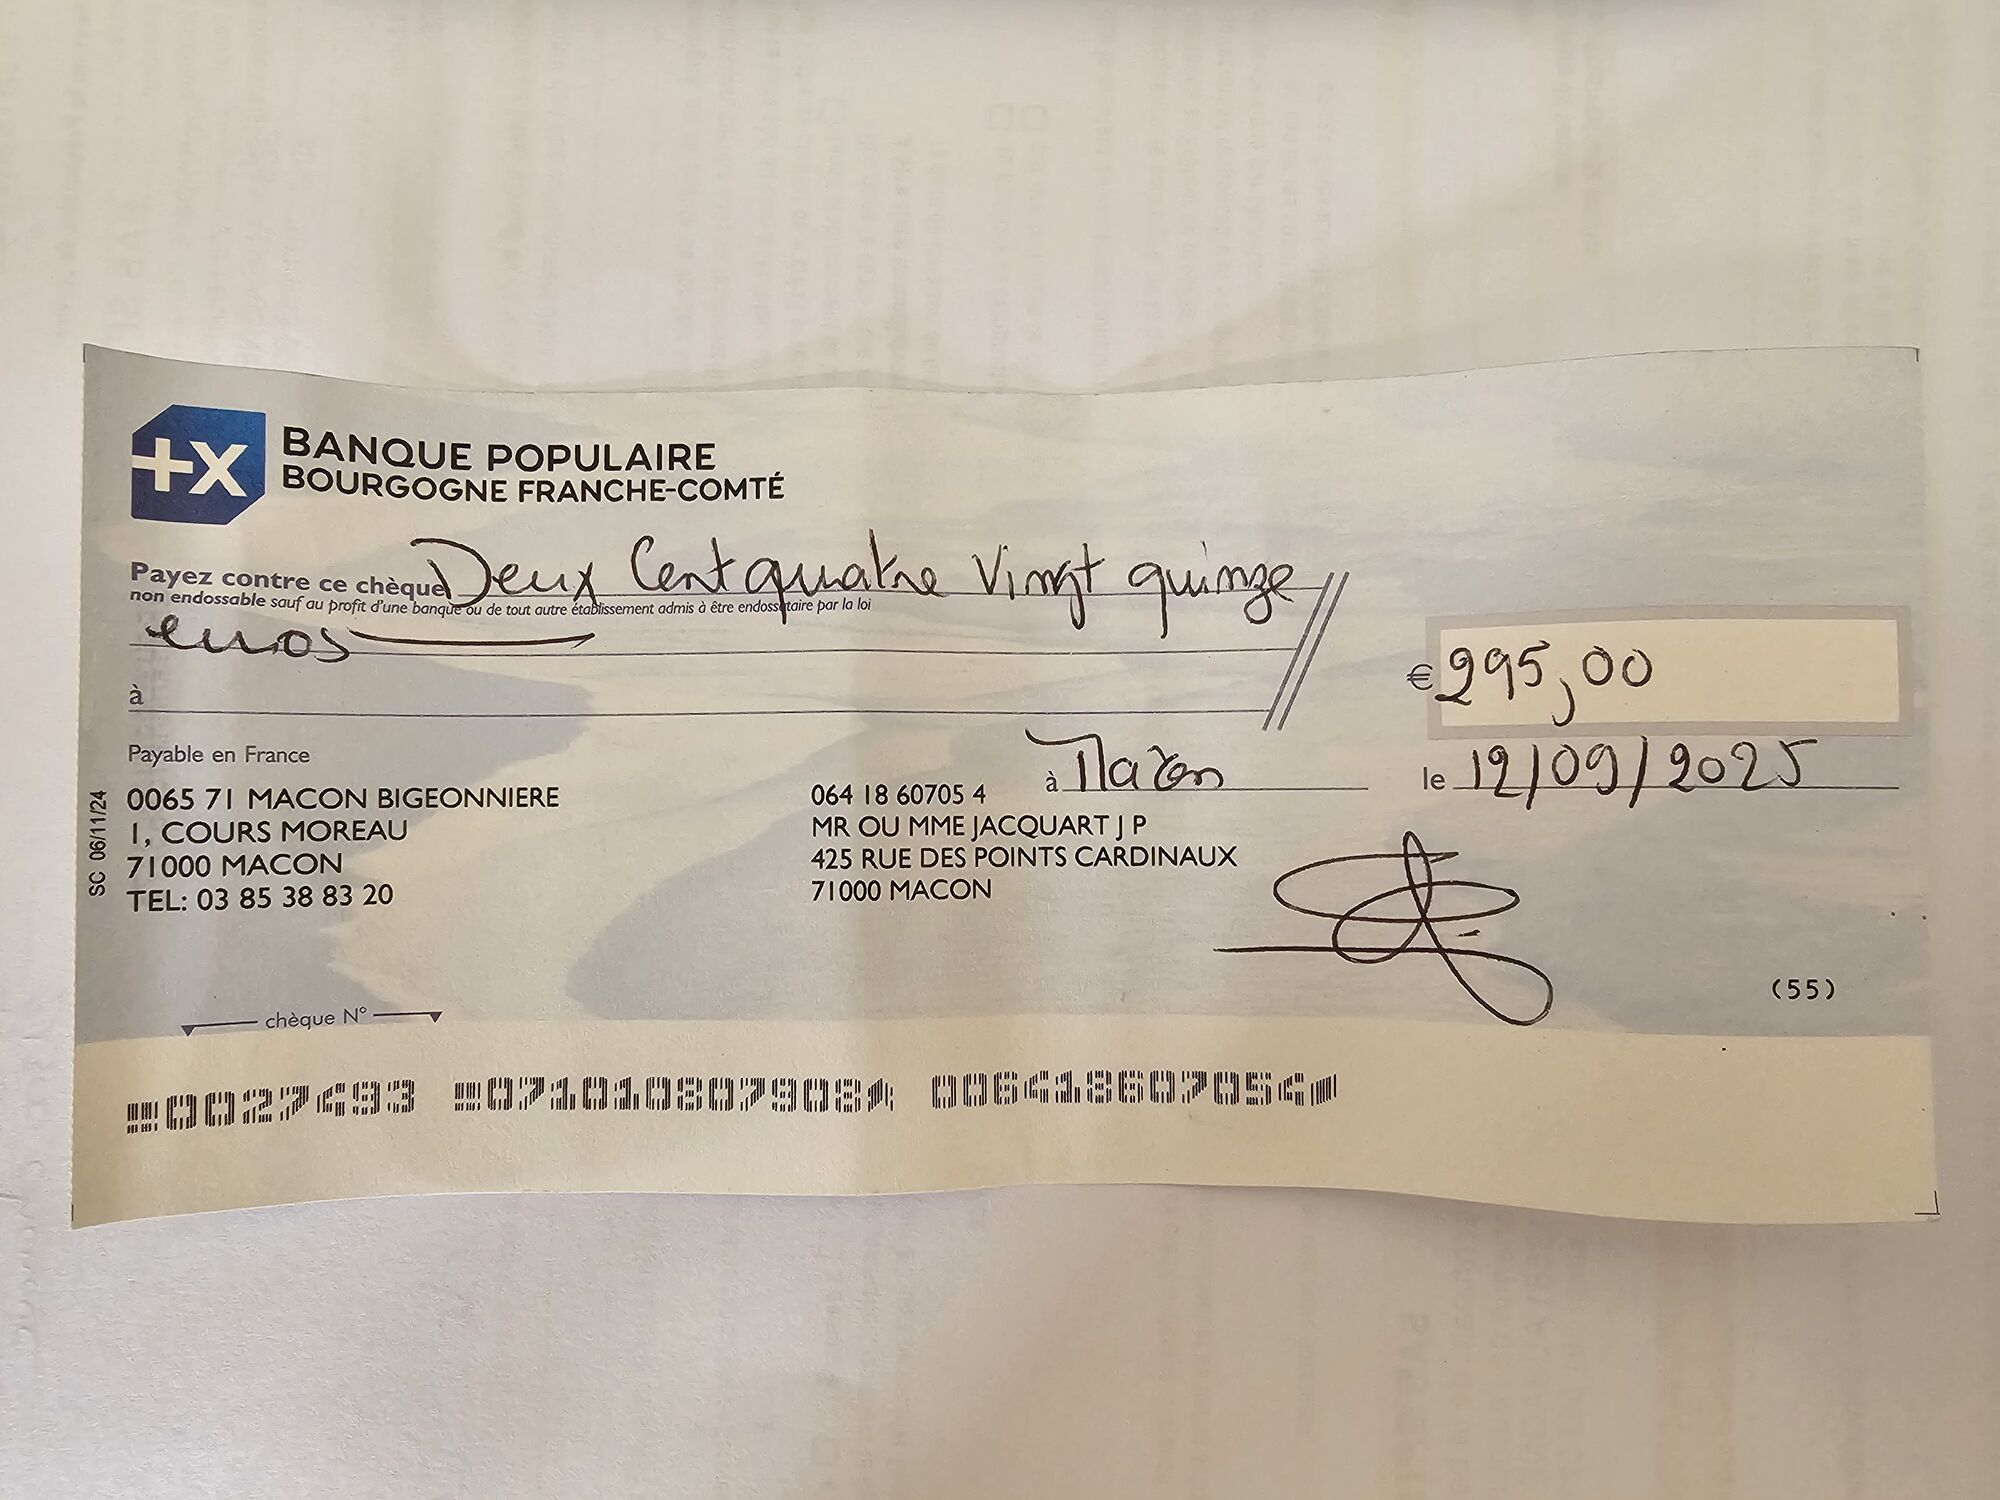 +X BANQUE POPULAIRE
BOURGOGNE FRANCHE-COMTÉ
Payez contre ce chèque Deux Cent quatre Vingt quinze
non endossable sauf au profit d'une banque ou de tout autre établissement admis à être endossataire par la loi
euros
à
€ 295,00
Payable en France
à Macon
le 12/09/2025
SC 06/11/24
0065 71 MACON BIGEONNIERE
1, COURS MOREAU
71000 MACON
TEL: 03 85 38 83 20
064 18 60705 4
MR OU MME JACQUART J P
425 RUE DES POINTS CARDINAUX
71000 MACON
(55)
chèque N°
0027493 071010807908 006418607054